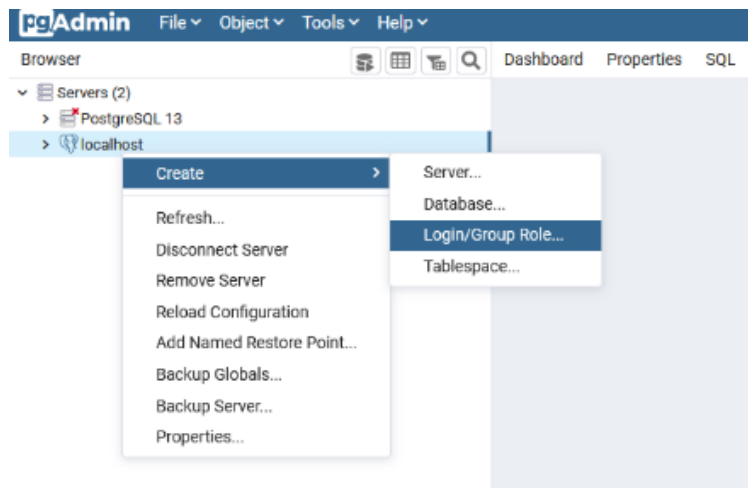 pgAdmin File Object Tools Help
Browser Dashboard Properties SQL
Servers (2)
PostgreSQL 13
localhost
Create Server...
Database...
Refresh...
Login/Group Role...
Disconnect Server
Tablespace...
Remove Server
Reload Configuration
Add Named Restore Point...
Backup Globals...
Backup Server...
Properties...